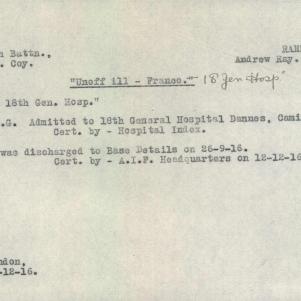 n Battn., RAN
. Coy. Andrew Ray.
"Unoff ill - France." - 18 Gen Hosp"
18th Gen. Hosp."
.G. Admitted to 18th General Hospital Dannes, Cami
Cert. by - Hospital Index.
was discharged to Base Details on 26-9-16.
Cert. by - A.I.F. Headquarters on 12-12-16
ndon,
-12-16.